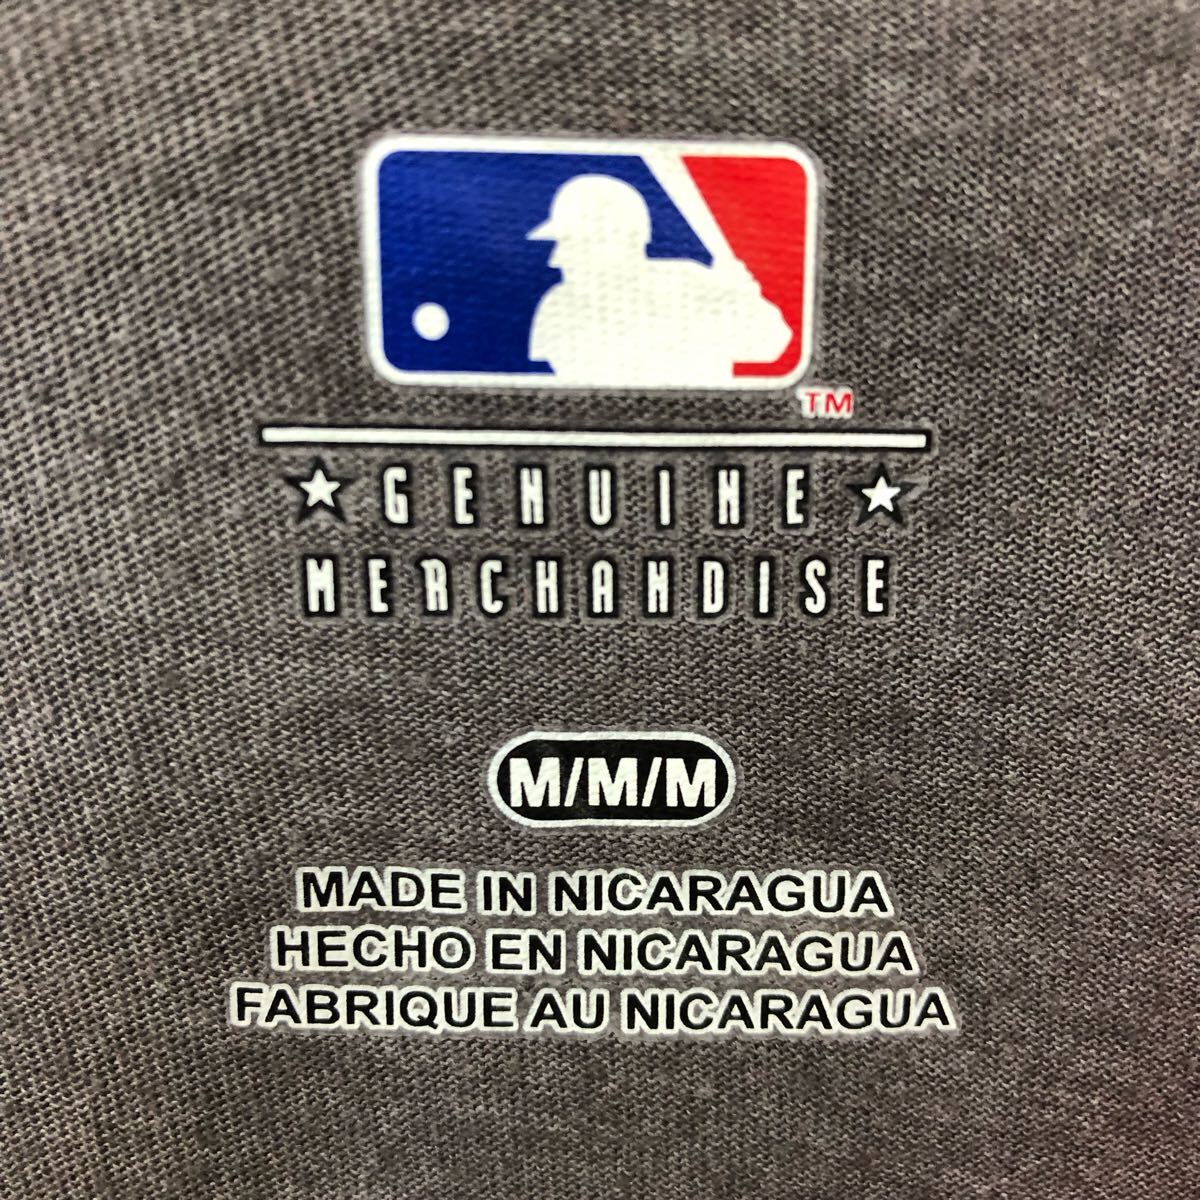 TM
★ GENUINE ★
MERCHANDISE
M/M/M
MADE IN NICARAGUA
HECHO EN NICARAGUA
FABRIQUE AU NICARAGUA